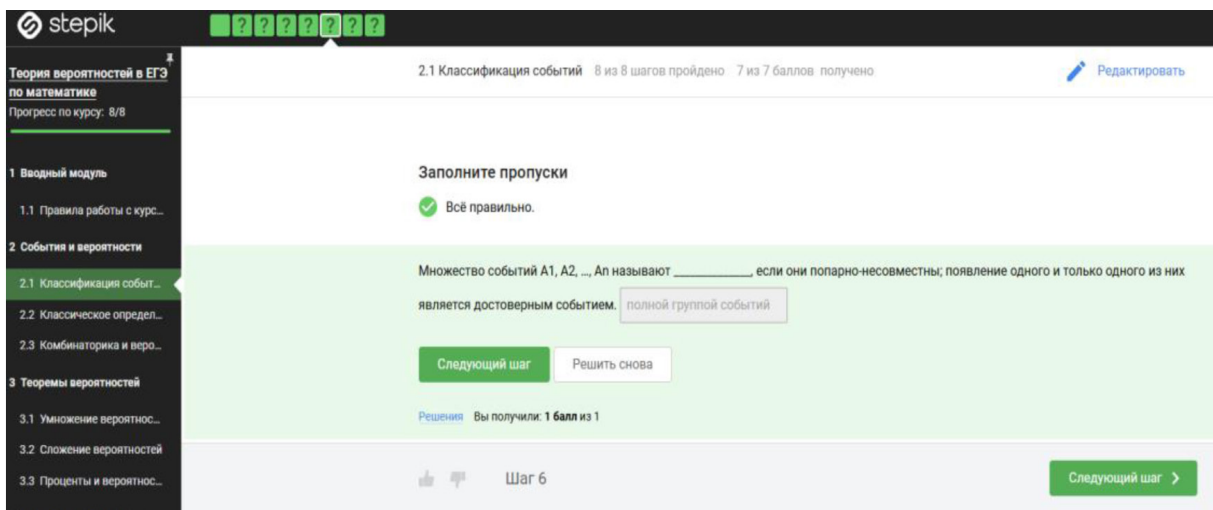 stepik
? ? ? ? ? ? ?
Теория вероятностей в ЕГЭ
по математике
Прогресс по курсу: 8/8
1 Вводный модуль
1.1 Правила работы с курс...
2 События и вероятности
2.1 Классификация событ...
2.2 Классическое определ...
2.3 Комбинаторика и веро...
3 Теоремы вероятностей
3.1 Умножение вероятнос...
3.2 Сложение вероятностей
3.3 Проценты и вероятнос...
2.1 Классификация событий 8 из 8 шагов пройдено 7 из 7 баллов получено
Редактировать
Заполните пропуски
Всё правильно.
Множество событий А1, А2, ..., Аn называют _____________, если они попарно-несовместны; появление одного и только одного из них
является достоверным событием. полной группой событий
Следующий шаг Решить снова
Решения Вы получили: 1 балл из 1
Шаг 6
Следующий шаг